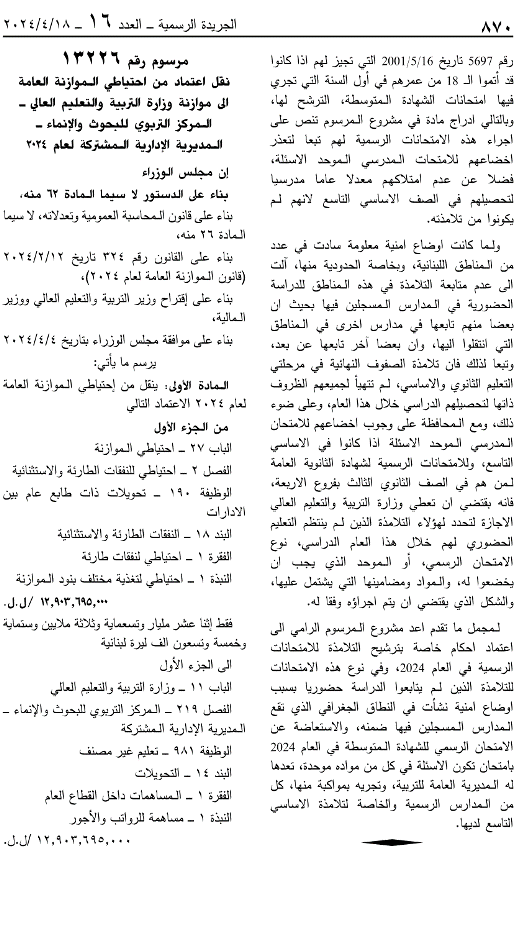 ٨٧٠
الجريدة الرسمية – العدد ١٦ – ٢٠٢٤/٤/١٨
رقم 5697 تاريخ 2001/5/16 التي تجيز لهم اذا كانوا
قد أتموا الـ 18 من عمرهم في أول السنة التي تجري
فيها امتحانات الشهادة المتوسطة، الترشح لها،
وبالتالي ادراج مادة في مشروع المرسوم تنص على
اجراء هذه الامتحانات الرسمية لهم تبعا لتعذر
اخضاعهم للامتحات المدرسي الموحد الاسئلة،
فضلا عن عدم امتلاكهم معدلا عاما مدرسيا
لتحصيلهم في الصف الاساسي التاسع لانهم لم
يكونوا من تلامذته.
ولما كانت اوضاع امنية معلومة سادت في عدد
من المناطق اللبنانية، وبخاصة الحدودية منها، آلت
الى عدم متابعة التلامذة في هذه المناطق للدراسة
الحضورية في المدارس المسجلين فيها بحيث ان
بعضا منهم تابعها في مدارس اخرى في المناطق
التي انتقلوا اليها، وان بعضا آخر تابعها عن بعد،
وتبعا لذلك فان تلامذة الصفوف النهائية في مرحلتي
التعليم الثانوي والاساسي، لم تتهيأ لجميعهم الظروف
ذاتها لتحصيلهم الدراسي خلال هذا العام، وعلى ضوء
ذلك، ومع المحافظة على وجوب اخضاعهم للامتحان
المدرسي الموحد الاسئلة اذا كانوا في الاساسي
التاسع، وللامتحانات الرسمية لشهادة الثانوية العامة
لمن هم في الصف الثانوي الثالث بفروع الاربعة،
فانه بقتضي ان تعطي وزارة التربية والتعليم العالي
الاجازة لتحدد لهؤلاء التلامذة الذين لم ينتظم التعليم
الحضوري لهم خلال هذا العام الدراسي، نوع
الامتحان الرسمي، أو الموحد الذي يجب ان
يخضعوا له، والمواد ومضامينها التي يشتمل عليها،
والشكل الذي يقتضي ان يتم اجراؤه وفقا له.
لمجمل ما تقدم اعد مشروع المرسوم الرامي الى
اعتماد احكام خاصة بترشيح التلامذة للامتحانات
الرسمية في العام 2024، وفي نوع هذه الامتحانات
للتلامذة الذين لم يتابعوا الدراسة حضوريا بسبب
اوضاع امنية نشأت في النطاق الجغرافي الذي تقع
المدارس المسجلين فيها ضمنه، والاستعاضة عن
الامتحان الرسمي للشهادة المتوسطة في العام 2024
بامتحان تكون الاسئلة في كل من مواده موحدة، تعدها
له المديرية العامة للتربية، وتجريه بمواكبة منها، كل
من المدارس الرسمية والخاصة لتلامذة الاساسي
التاسع لديها.
مرسوم رقم ١٣٢٢٦
نقل اعتماد من احتياطي الموازنة العامة
الى موازنة وزارة التربية والتعليم العالي –
المركز التربوي للبحوث والإنماء –
المديرية الإدارية المشتركة لعام ٢٠٢٤
إن مجلس الوزراء
بناء على الدستور لا سيما المادة ٦٢ منه،
بناء على قانون المحاسبة العمومية وتعدلاته، لا سيما
المادة ٢٦ منه،
بناء على القانون رقم ٣٢٤ تاريخ ٢٠٢٤/٢/١٢
(قانون الموازنة العامة لعام ٢٠٢٤)،
بناء على إقتراح وزير التربية والتعليم العالي ووزير
المالية،
بناء على موافقة مجلس الوزراء بتاريخ ٢٠٢٤/٤/٤
يرسم ما يأتي:
المادة الأولى: ينقل من إحتياطي الموازنة العامة
لعام ٢٠٢٤ الاعتماد التالي
من الجزء الأول
الباب ٢٧ – احتياطي الموازنة
الفصل ٢ – احتياطي للنفقات الطارئة والاستثنائية
الوظيفة ١٩٠ – تحويلات ذات طابع عام بين
الادارات
البند ١٨ – النفقات الطارئة والاستثنائية
الفقرة ١ – احتياطي لنفقات طارئة
النبذة ١ – احتياطي لتغذية مختلف بنود الموازنة
١٢,٩٠٣,٦٩٥,٠٠٠ /ل.ل.
فقط إثنا عشر مليار وتسعماية وثلاثة ملايين وستماية
وخمسة وتسعون الف ليرة لبنانية
الى الجزء الأول
الباب ١١ – وزارة التربية والتعليم العالي
الفصل ٢١٩ – المركز التربوي للبحوث والإنماء –
المديرية الإدارية المشتركة
الوظيفة ٩٨١ – تعليم غير مصنف
البند ١٤ – التحويلات
الفقرة ١ – المساهمات داخل القطاع العام
النبذة ١ – مساهمة للرواتب والأجور
١٢,٩٠٣,٦٩٥,٠٠٠ /ل.ل.